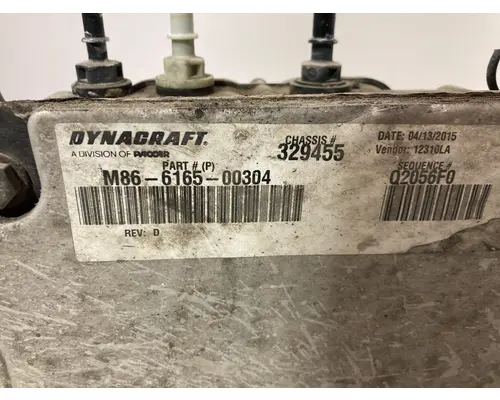 DYNACRAFT.
A DIVISION OF PACCAR
PART # (P)
M86-6165-00304
REV: D
CHASSIS #
329455
DATE: 04/13/2015
Vendor: 12310LA
SEQUENCE #
Q2056F0